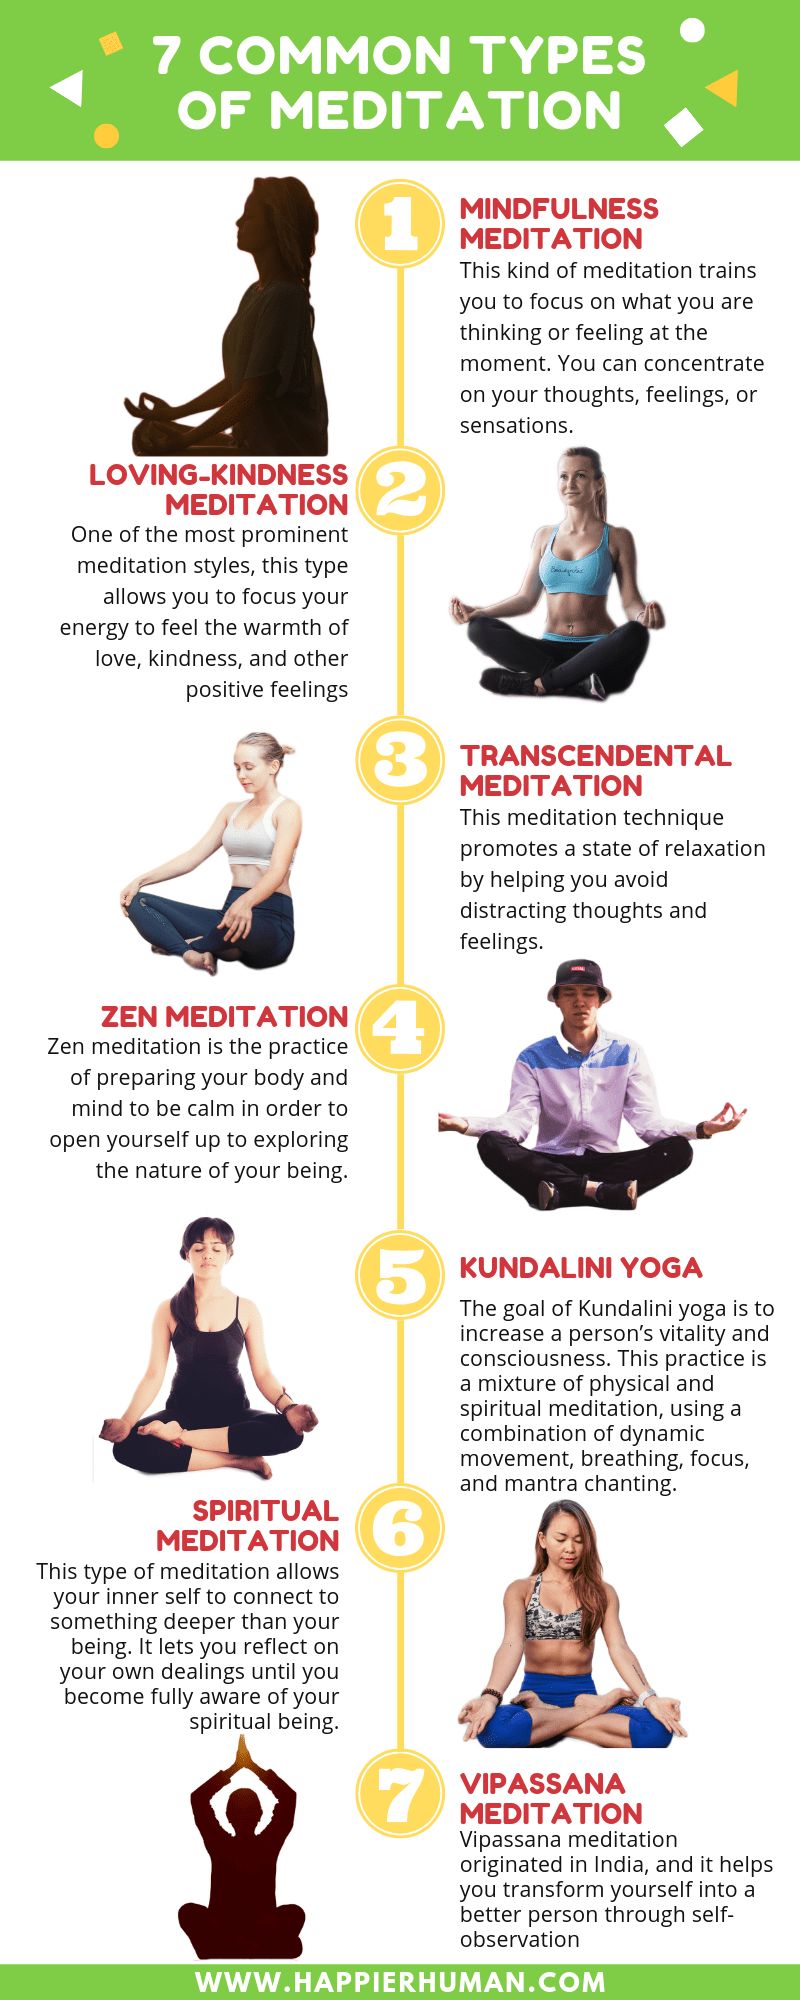 7 COMMON TYPES
OF MEDITATION
1
MINDFULNESS
MEDITATION
This kind of meditation trains
you to focus on what you are
thinking or feeling at the
moment. You can concentrate
on your thoughts, feelings, or
sensations.
2
LOVING-KINDNESS
MEDITATION
One of the most prominent
meditation styles, this type
allows you to focus your
energy to feel the warmth of
love, kindness, and other
positive feelings
3
TRANSCENDENTAL
MEDITATION
This meditation technique
promotes a state of relaxation
by helping you avoid
distracting thoughts and
feelings.
4
ZEN MEDITATION
Zen meditation is the practice
of preparing your body and
mind to be calm in order to
open yourself up to exploring
the nature of your being.
5
KUNDALINI YOGA
The goal of Kundalini yoga is to
increase a person's vitality and
consciousness. This practice is
a mixture of physical and
spiritual meditation, using a
combination of dynamic
movement, breathing, focus,
and mantra chanting.
6
SPIRITUAL
MEDITATION
This type of meditation allows
your inner self to connect to
something deeper than your
being. It lets you reflect on
your own dealings until you
become fully aware of your
spiritual being.
7
VIPASSANA
MEDITATION
Vipassana meditation
originated in India, and it helps
you transform yourself into a
better person through self-
observation
WWW.HAPPIERHUMAN.COM